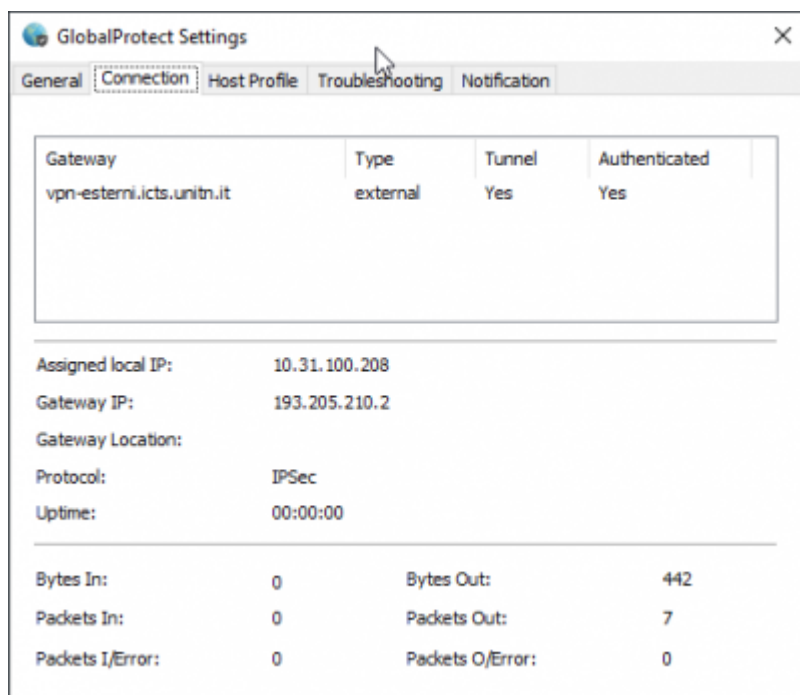 GlobalProtect Settings
General Connection Host Profile Troubleshooting Notification
Gateway Type Tunnel Authenticated
vpn-esterni.icts.unitn.it external Yes Yes
Assigned local IP: 10.31.100.208
Gateway IP: 193.205.210.2
Gateway Location:
Protocol: IPSec
Uptime: 00:00:00
Bytes In: 0 Bytes Out: 442
Packets In: 0 Packets Out: 7
Packets I/Error: 0 Packets O/Error: 0